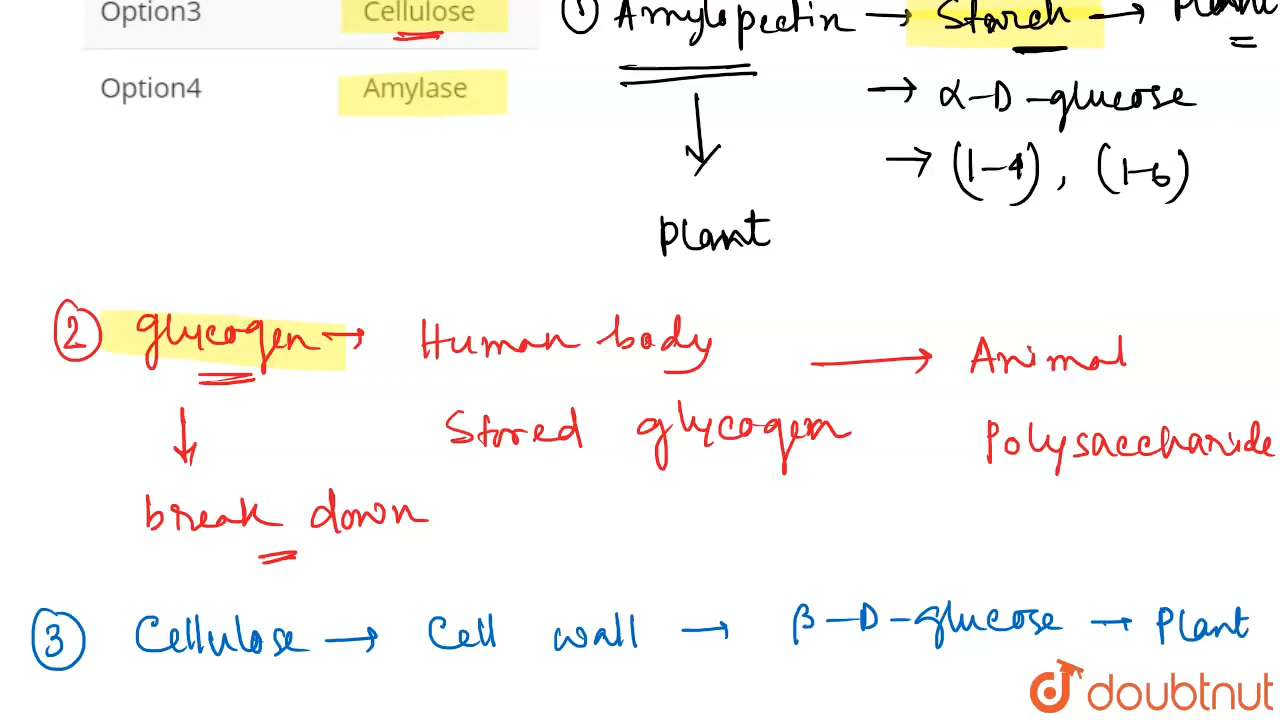 Option3 Cellulose
① Amylopectin → Starch → Plant
Option4 Amylase
→ α-D-glucose
→ (1-4), (1-6)
Plant
② glycogen → Human body → Animal
Stored glycogen Polysaccharide
break down
③ Cellulose → Cell wall → β-D-glucose → Plant
doubtnut